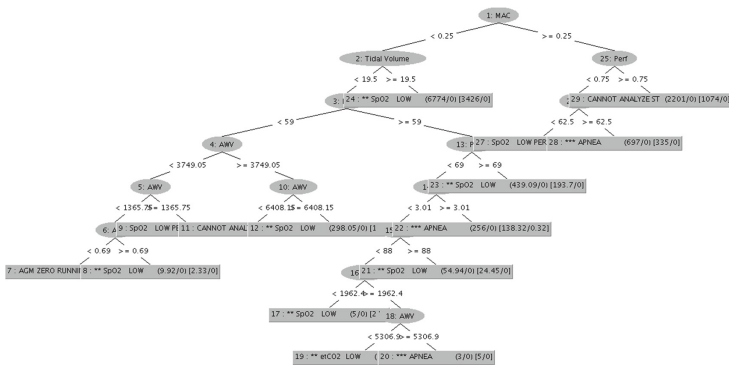 1: MAC
< 0.25 >= 0.25
2: Tidal Volume 25: Perf
< 19.5 >= 19.5 < 0.75 >= 0.75
3: 24 : ** SpO2 LOW (6774/0) [3426/0] 29 : CANNOT ANALYZE ST (2201/0) [1074/0]
< 59 >= 59 < 62.5 >= 62.5
4: AWV 13: P 27 : SpO2 LOW PER 28 : *** APNEA (697/0) [335/0]
< 3749.05 >= 3749.05 < 69 >= 69
5: AWV 10: AWV 23 : ** SpO2 LOW (439.09/0) [193.7/0]
< 1365.75 >= 1365.75 < 6408.15 >= 6408.15 < 3.01 >= 3.01
6: A 9 : SpO2 LOW PE 11 : CANNOT ANAL 12 : ** SpO2 LOW (298.05/0) [1 15 22 : *** APNEA (256/0) [138.32/0.32]
< 0.69 >= 0.69 < 88 >= 88
7 : AGM ZERO RUNNI 8 : ** SpO2 LOW (9.92/0) [2.33/0] 16 21 : ** SpO2 LOW (54.94/0) [24.45/0]
< 1962.4 >= 1962.4
17 : ** SpO2 LOW (5/0) [2 18: AWV
< 5306.9 >= 5306.9
19 : ** etCO2 LOW ( 20 : *** APNEA (3/0) [5/0]